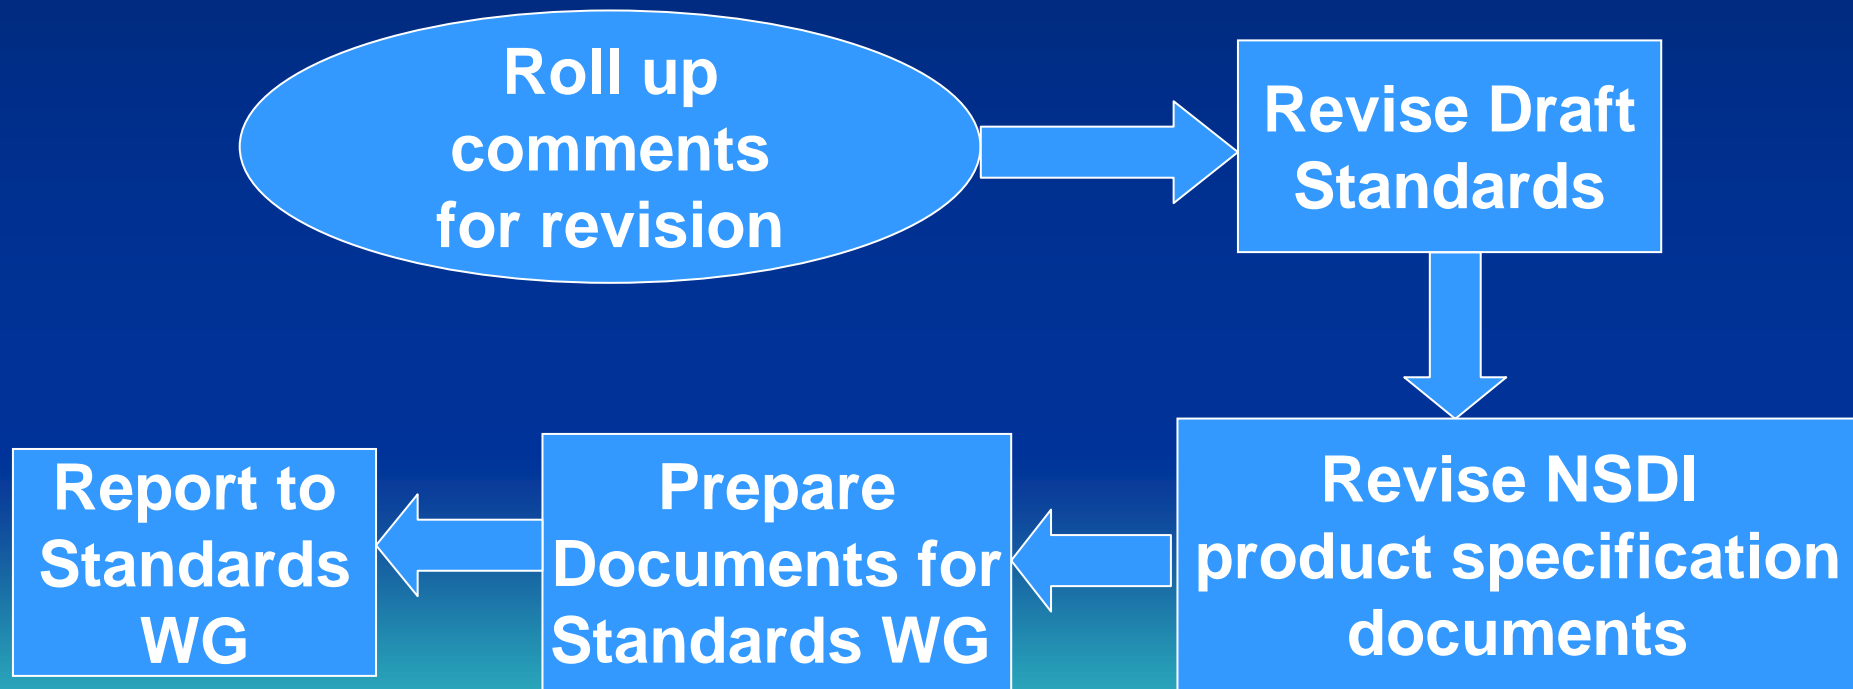 Roll up
comments
for revision
Revise Draft
Standards
Revise NSDI
product specification
documents
Prepare
Documents for
Standards WG
Report to
Standards
WG